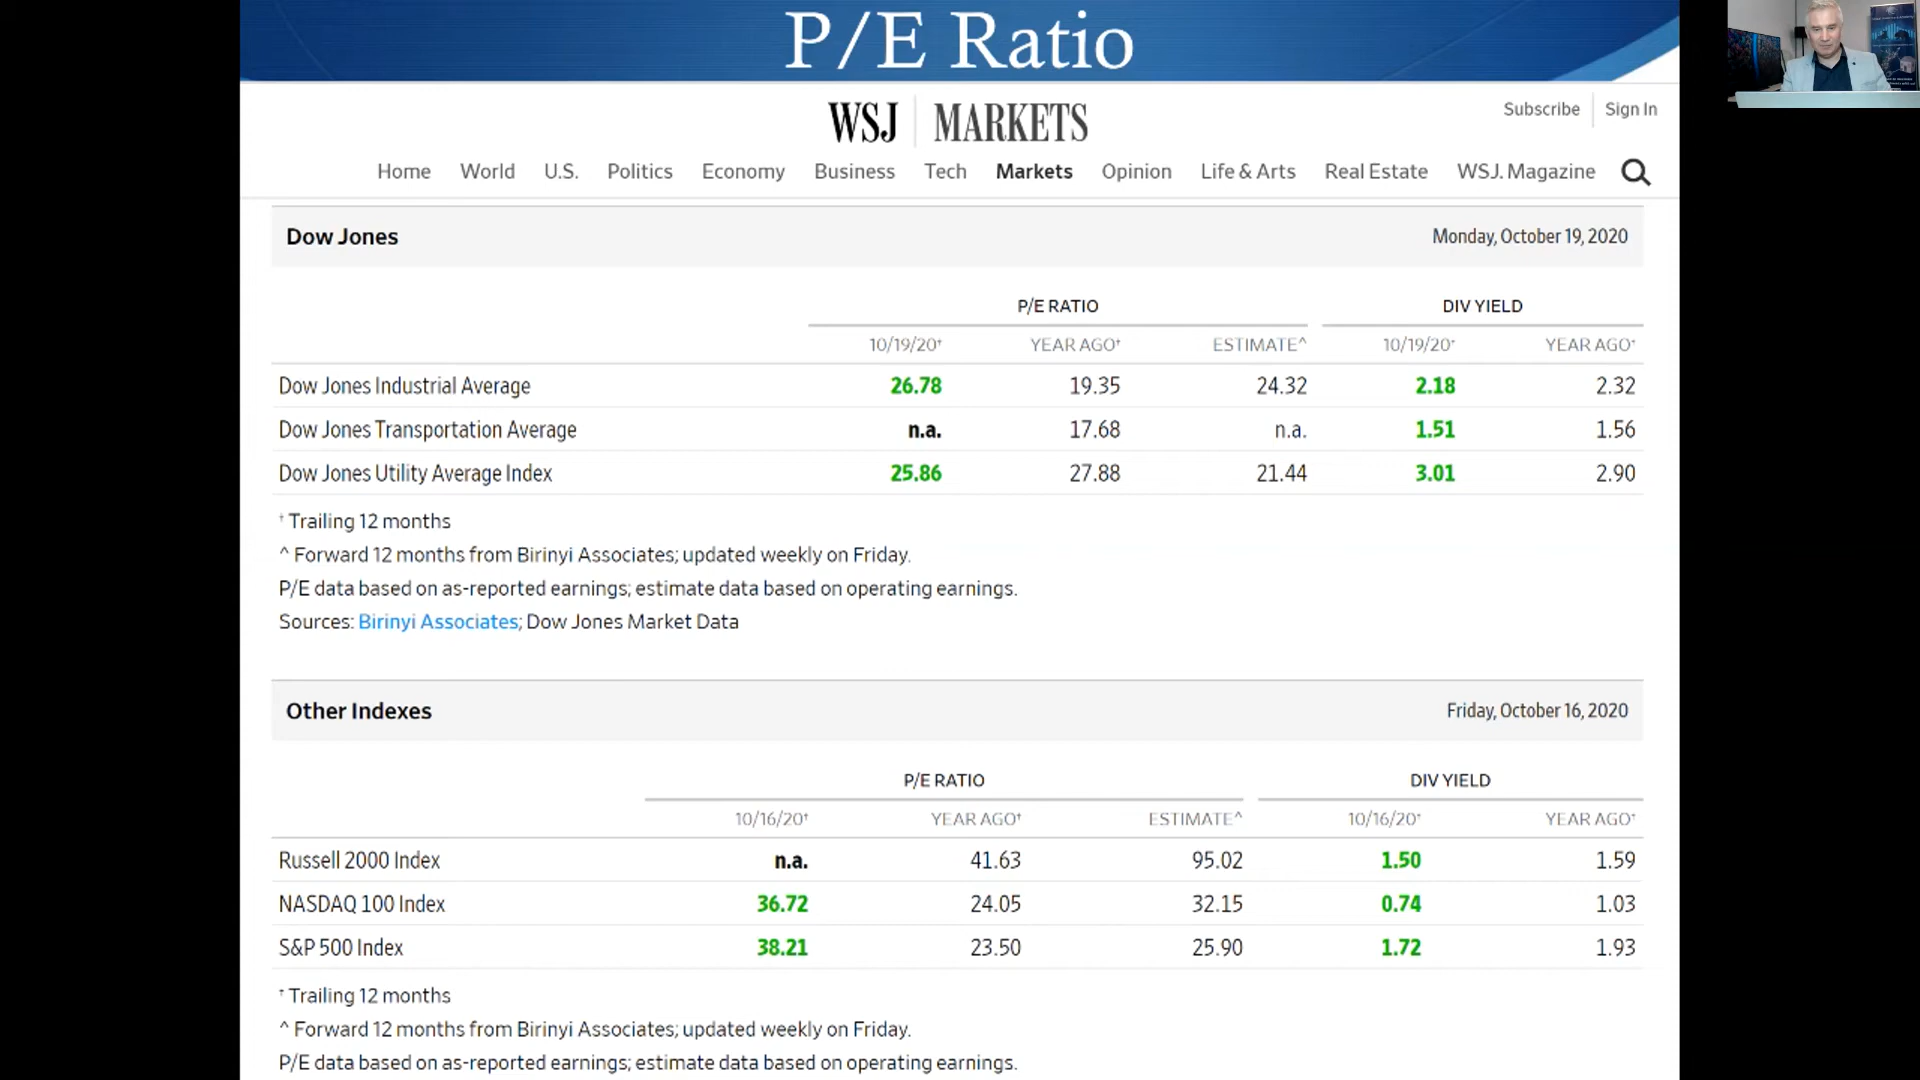 P/E Ratio
WSJ MARKETS
Subscribe Sign In
Home World U.S. Politics Economy Business Tech Markets Opinion Life & Arts Real Estate WSJ. Magazine
Dow Jones Monday, October 19, 2020
P/E RATIO DIV YIELD
10/19/20† YEAR AGO† ESTIMATE^ 10/19/20† YEAR AGO†
Dow Jones Industrial Average 26.78 19.35 24.32 2.18 2.32
Dow Jones Transportation Average n.a. 17.68 n.a. 1.51 1.56
Dow Jones Utility Average Index 25.86 27.88 21.44 3.01 2.90
† Trailing 12 months
^ Forward 12 months from Birinyi Associates; updated weekly on Friday.
P/E data based on as-reported earnings; estimate data based on operating earnings.
Sources: Birinyi Associates; Dow Jones Market Data
Other Indexes Friday, October 16, 2020
P/E RATIO DIV YIELD
10/16/20† YEAR AGO† ESTIMATE^ 10/16/20† YEAR AGO†
Russell 2000 Index n.a. 41.63 95.02 1.50 1.59
NASDAQ 100 Index 36.72 24.05 32.15 0.74 1.03
S&P 500 Index 38.21 23.50 25.90 1.72 1.93
† Trailing 12 months
^ Forward 12 months from Birinyi Associates; updated weekly on Friday.
P/E data based on as-reported earnings; estimate data based on operating earnings.